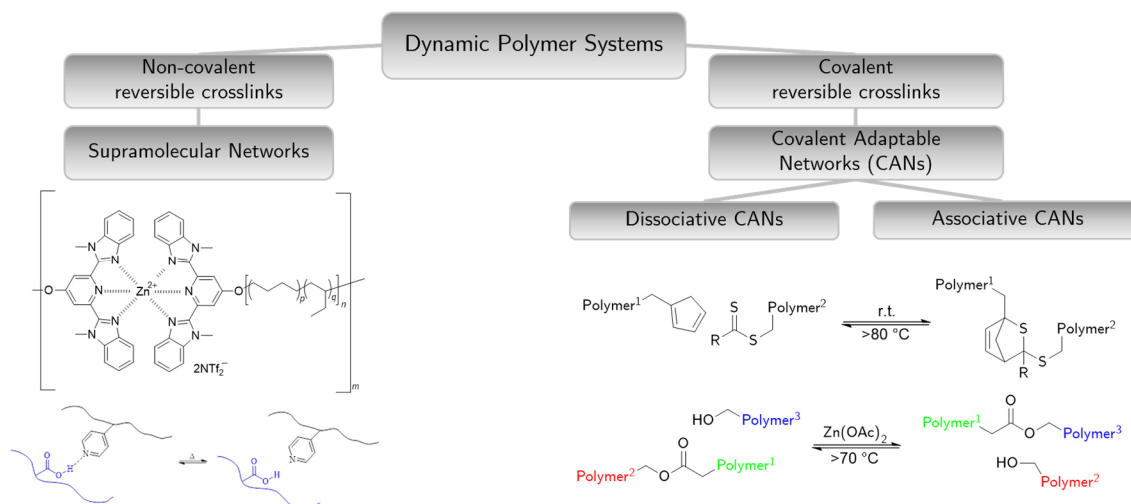 Dynamic Polymer Systems
Non-covalent
reversible crosslinks
Covalent
reversible crosslinks
Supramolecular Networks
Covalent Adaptable
Networks (CANs)
Dissociative CANs
Associative CANs
N
N
N
N
O
N
Zn2+
N
O
p
q
n
N
N
N
N
2NTf2−
m
Polymer1
S
Polymer2
R
S
r.t.
>80 °C
Polymer1
S
Polymer2
S
R
HO
Polymer3
O
Polymer1
Polymer2
O
Zn(OAc)2
>70 °C
Polymer1
O
O
Polymer3
HO
Polymer2
N
O
H
O
Δ
N
O
H
O